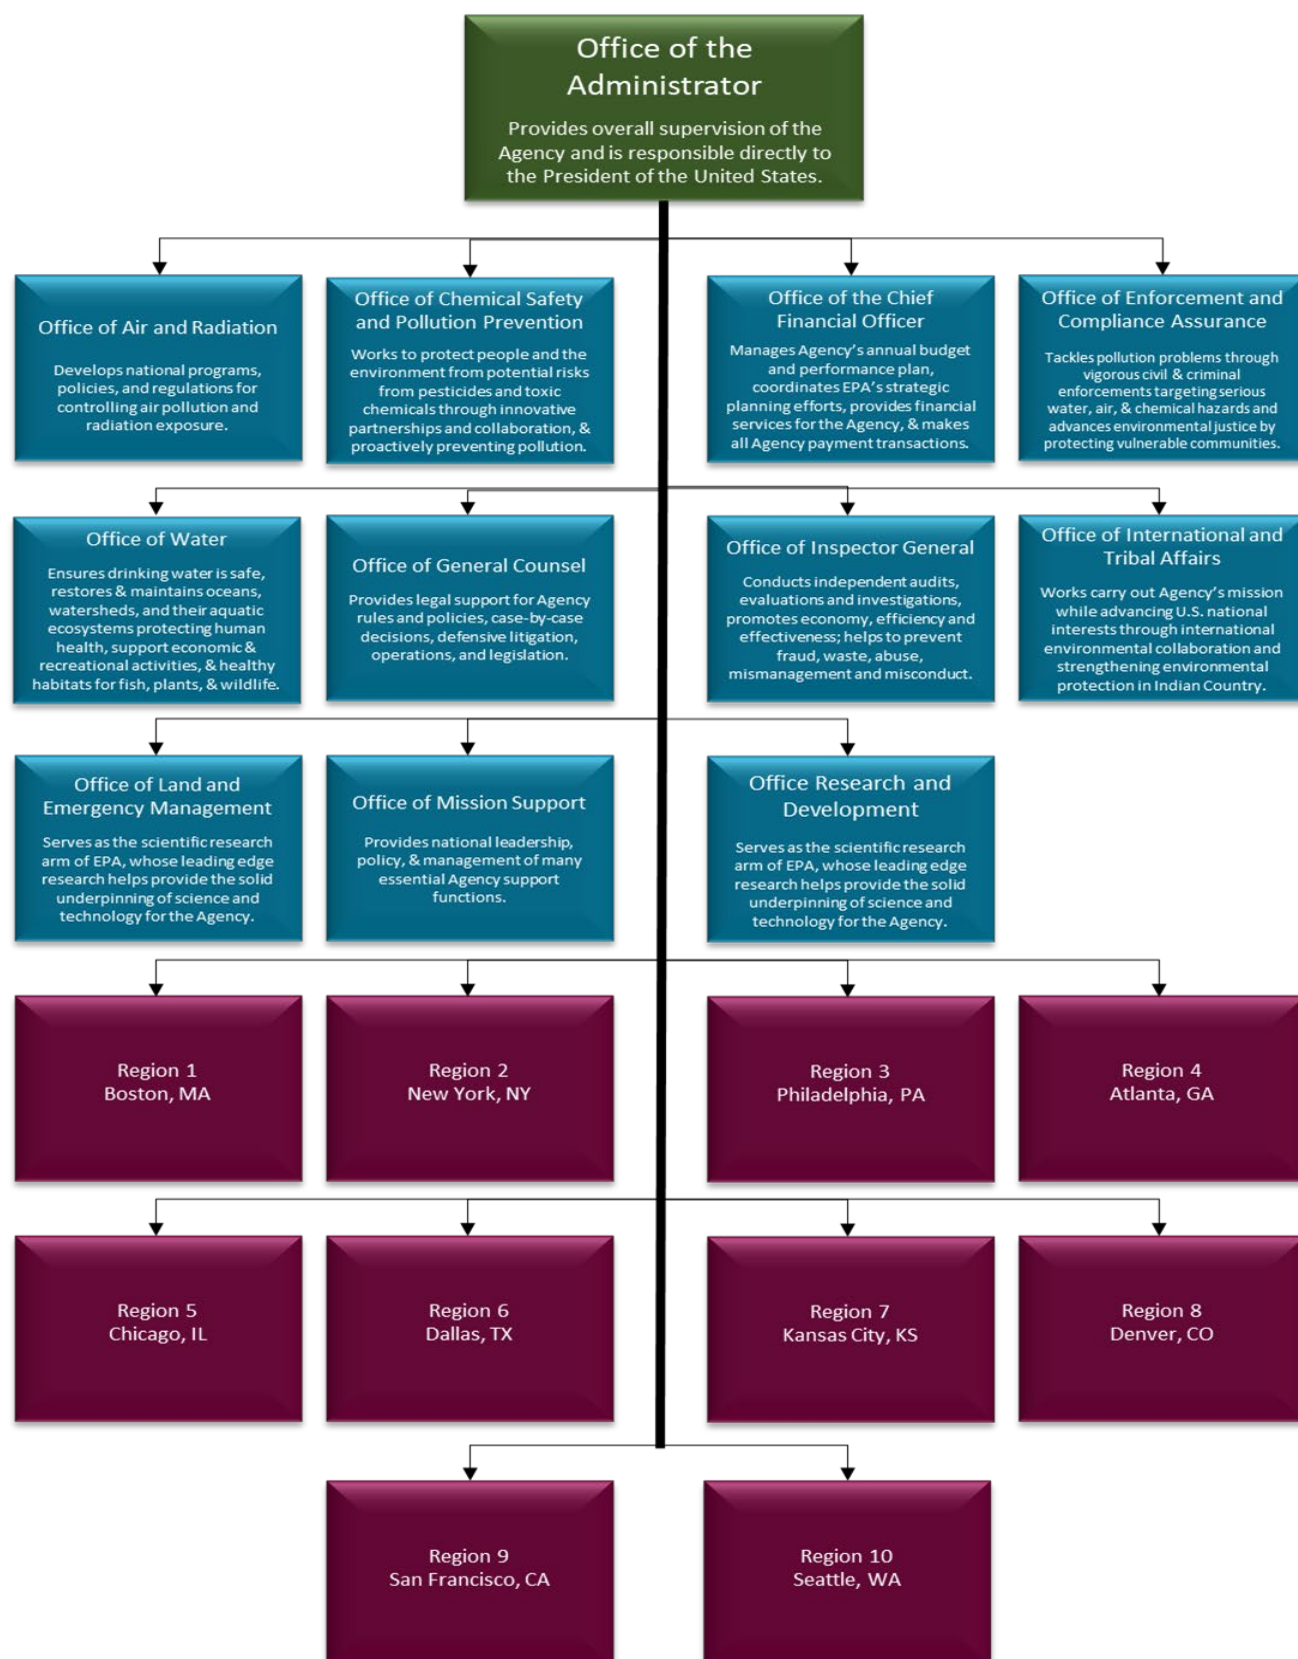 Office of the
Administrator
Provides overall supervision of the
Agency and is responsible directly to
the President of the United States.
Office of Air and Radiation
Develops national programs,
policies, and regulations for
controlling air pollution and
radiation exposure.
Office of Chemical Safety
and Pollution Prevention
Works to protect people and the
environment from potential risks
from pesticides and toxic
chemicals through innovative
partnerships and collaboration, &
proactively preventing pollution.
Office of the Chief
Financial Officer
Manages Agency's annual budget
and performance plan,
coordinates EPA's strategic
planning efforts, provides financial
services for the Agency, & makes
all Agency payment transactions.
Office of Enforcement and
Compliance Assurance
Tackles pollution problems through
vigorous civil & criminal
enforcements targeting serious
water, air, & chemical hazards and
advances environmental justice by
protecting vulnerable communities.
Office of Water
Ensures drinking water is safe,
restores & maintains oceans,
watersheds, and their aquatic
ecosystems protecting human
health, support economic &
recreational activities, & healthy
habitats for fish, plants, & wildlife.
Office of General Counsel
Provides legal support for Agency
rules and policies, case-by-case
decisions, defensive litigation,
operations, and legislation.
Office of Inspector General
Conducts independent audits,
evaluations and investigations,
promotes economy, efficiency and
effectiveness; helps to prevent
fraud, waste, abuse,
mismanagement and misconduct.
Office of International and
Tribal Affairs
Works carry out Agency's mission
while advancing U.S. national
interests through international
environmental collaboration and
strengthening environmental
protection in Indian Country.
Office of Land and
Emergency Management
Serves as the scientific research
arm of EPA, whose leading edge
research helps provide the solid
underpinning of science and
technology for the Agency.
Office of Mission Support
Provides national leadership,
policy, & management of many
essential Agency support
functions.
Office Research and
Development
Serves as the scientific research
arm of EPA, whose leading edge
research helps provide the solid
underpinning of science and
technology for the Agency.
Region 1
Boston, MA
Region 2
New York, NY
Region 3
Philadelphia, PA
Region 4
Atlanta, GA
Region 5
Chicago, IL
Region 6
Dallas, TX
Region 7
Kansas City, KS
Region 8
Denver, CO
Region 9
San Francisco, CA
Region 10
Seattle, WA